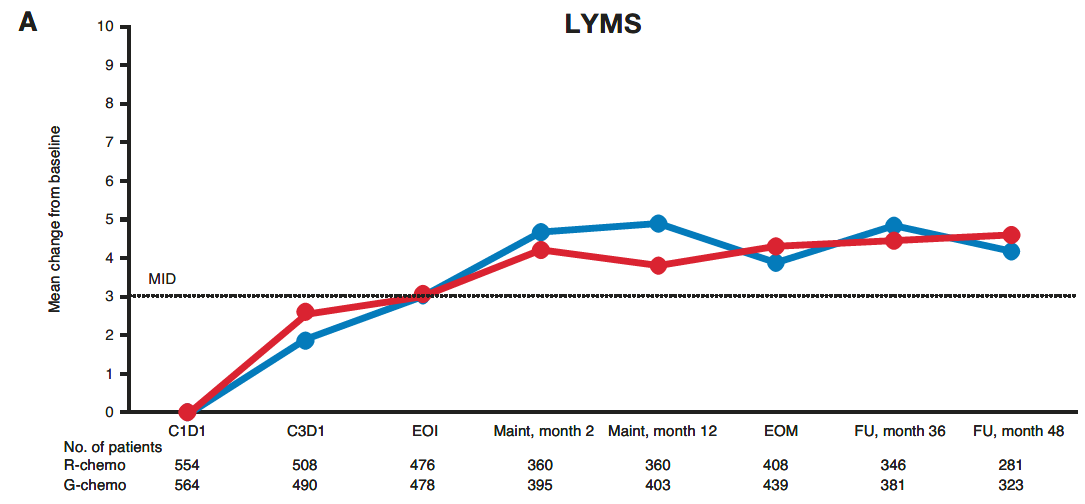 A
LYMS
10
9
8
7
6
5
4
3
2
1
0
Mean change from baseline
MID
C1D1 C3D1 EOI Maint, month 2 Maint, month 12 EOM FU, month 36 FU, month 48
No. of patients
R-chemo 554 508 476 360 360 408 346 281
G-chemo 564 490 478 395 403 439 381 323